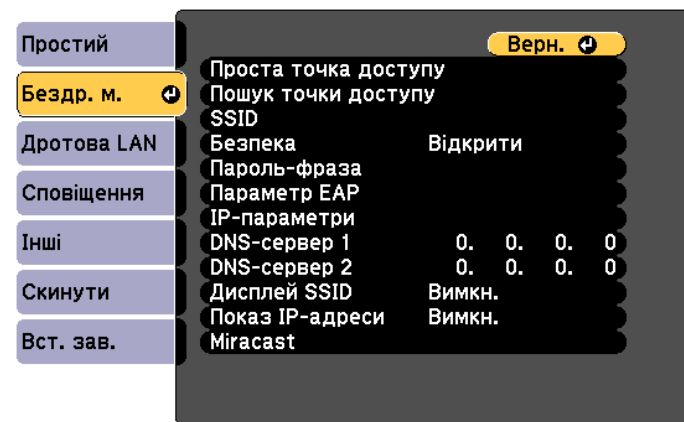 Простий
Бездр. м.
Дротова LAN
Сповіщення
Інші
Скинути
Вст. зав.
Верн.
Проста точка доступу
Пошук точки доступу
SSID
Безпека Відкрити
Пароль-фраза
Параметр EAP
IP-параметри
DNS-сервер 1 0. 0. 0. 0
DNS-сервер 2 0. 0. 0. 0
Дисплей SSID Вимкн.
Показ IP-адреси Вимкн.
Miracast